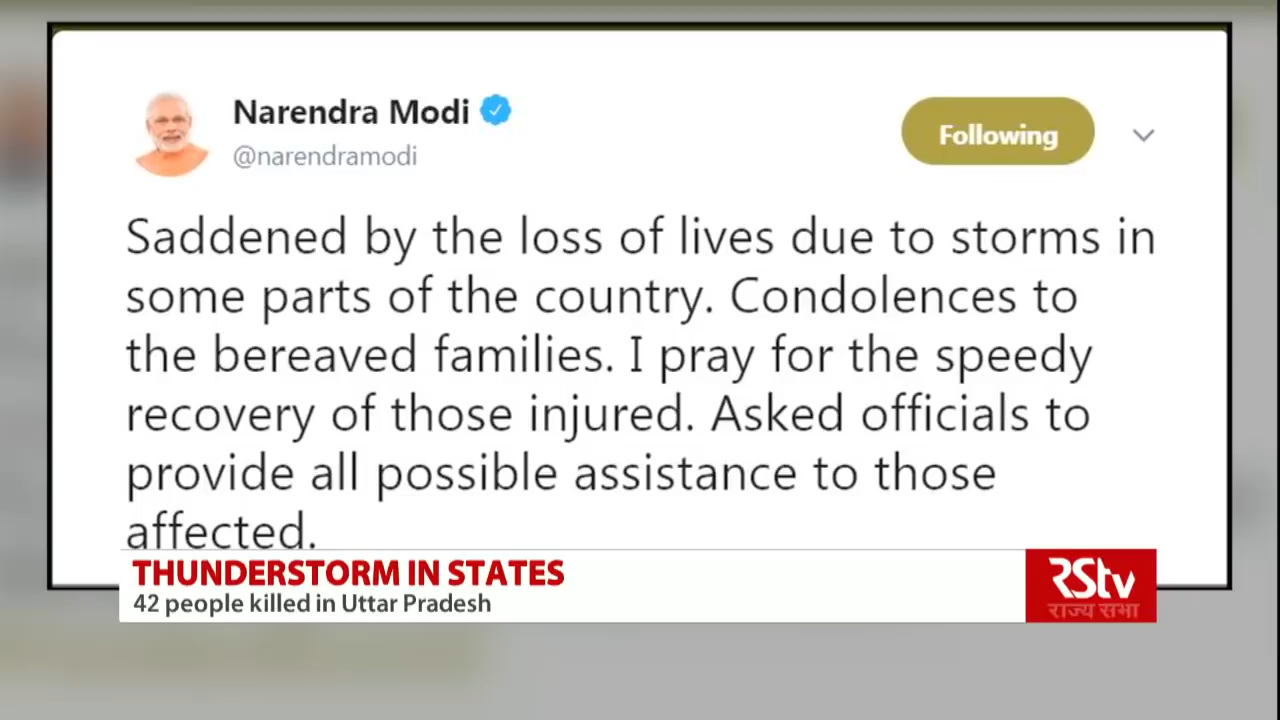 Narendra Modi
@narendramodi
Following
Saddened by the loss of lives due to storms in
some parts of the country. Condolences to
the bereaved families. I pray for the speedy
recovery of those injured. Asked officials to
provide all possible assistance to those
affected.
THUNDERSTORM IN STATES
42 people killed in Uttar Pradesh
RStv
राज्य सभा